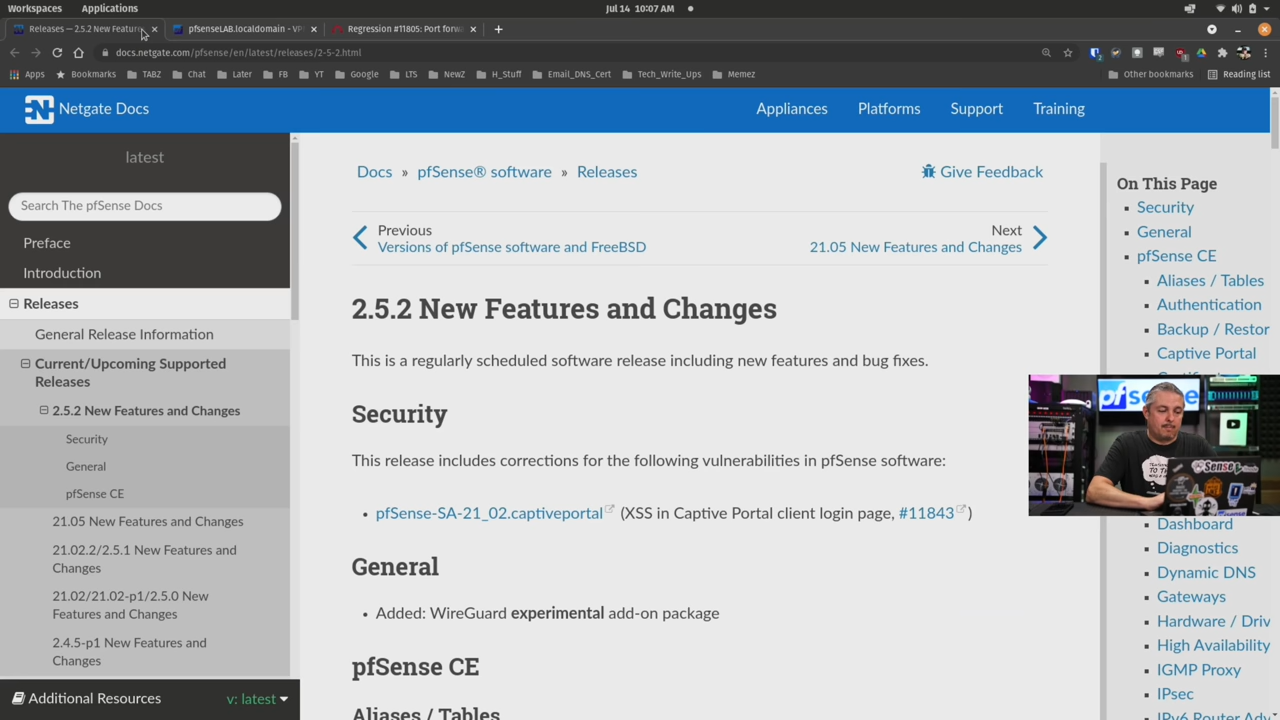 Workspaces Applications Jul 14 10:07 AM
Releases — 2.5.2 New Featur
pfsenseLAB.localdomain - VP
Regression #11805: Port forw
docs.netgate.com/pfsense/en/latest/releases/2-5-2.html
Apps Bookmarks TABZ Chat Later FB YT Google LTS NewZ H_Stuff Email_DNS_Cert Tech_Write_Ups Memez Other bookmarks Reading list
Netgate Docs
Appliances Platforms Support Training
latest
Search The pfSense Docs
Preface
Introduction
Releases
General Release Information
Current/Upcoming Supported
Releases
2.5.2 New Features and Changes
Security
General
pfSense CE
21.05 New Features and Changes
21.02.2/2.5.1 New Features and
Changes
21.02/21.02-p1/2.5.0 New
Features and Changes
2.4.5-p1 New Features and
Changes
Additional Resources
v: latest
Docs » pfSense® software » Releases
Give Feedback
Previous
Versions of pfSense software and FreeBSD
Next
21.05 New Features and Changes
2.5.2 New Features and Changes
This is a regularly scheduled software release including new features and bug fixes.
Security
This release includes corrections for the following vulnerabilities in pfSense software:
• pfSense-SA-21_02.captiveportal (XSS in Captive Portal client login page, #11843)
General
• Added: WireGuard experimental add-on package
pfSense CE
Aliases / Tables
On This Page
Security
General
pfSense CE
Aliases / Tables
Authentication
Backup / Restor
Captive Portal
Dashboard
Diagnostics
Dynamic DNS
Gateways
Hardware / Driv
High Availability
IGMP Proxy
IPsec
IPv6 Router Adv